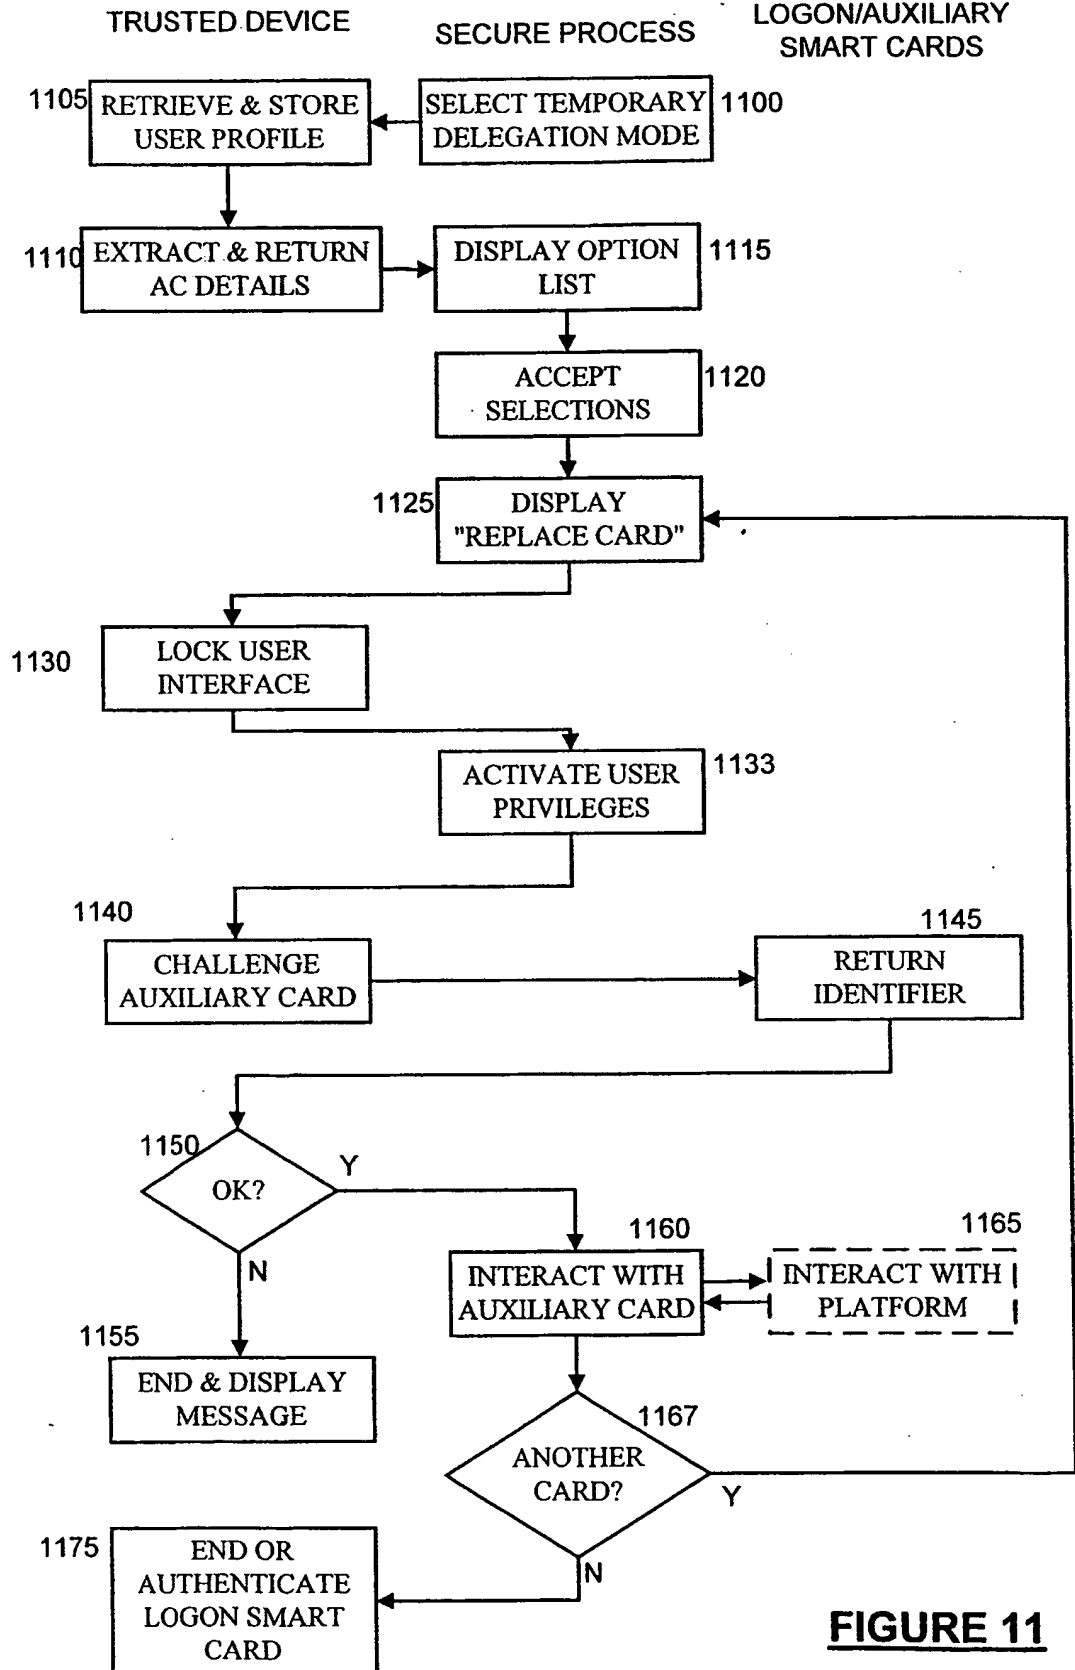 TRUSTED DEVICE
SECURE PROCESS
LOGON/AUXILIARY
SMART CARDS
1105
RETRIEVE & STORE
USER PROFILE
SELECT TEMPORARY
DELEGATION MODE
1100
1110
EXTRACT & RETURN
AC DETAILS
DISPLAY OPTION
LIST
1115
ACCEPT
SELECTIONS
1120
1125
DISPLAY
"REPLACE CARD"
1130
LOCK USER
INTERFACE
ACTIVATE USER
PRIVILEGES
1133
1140
CHALLENGE
AUXILIARY CARD
1145
RETURN
IDENTIFIER
1150
OK?
Y
N
1160
INTERACT WITH
AUXILIARY CARD
1165
INTERACT WITH
PLATFORM
1155
END & DISPLAY
MESSAGE
1167
ANOTHER
CARD?
Y
N
1175
END OR
AUTHENTICATE
LOGON SMART
CARD
FIGURE 11